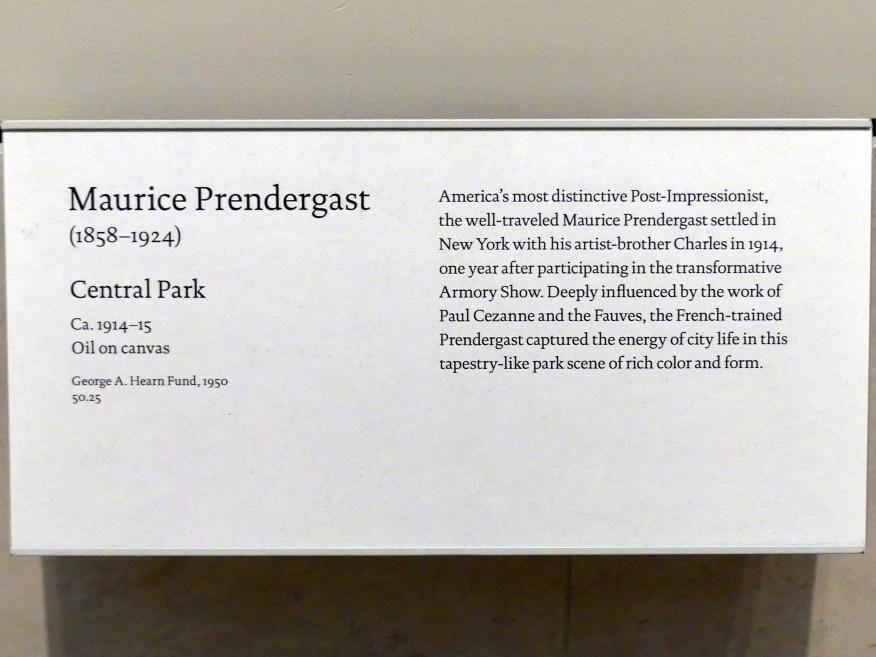 Maurice Prendergast
(1858–1924)
Central Park
Ca. 1914–15
Oil on canvas
George A. Hearn Fund, 1950
50.25
America's most distinctive Post-Impressionist,
the well-traveled Maurice Prendergast settled in
New York with his artist-brother Charles in 1914,
one year after participating in the transformative
Armory Show. Deeply influenced by the work of
Paul Cezanne and the Fauves, the French-trained
Prendergast captured the energy of city life in this
tapestry-like park scene of rich color and form.